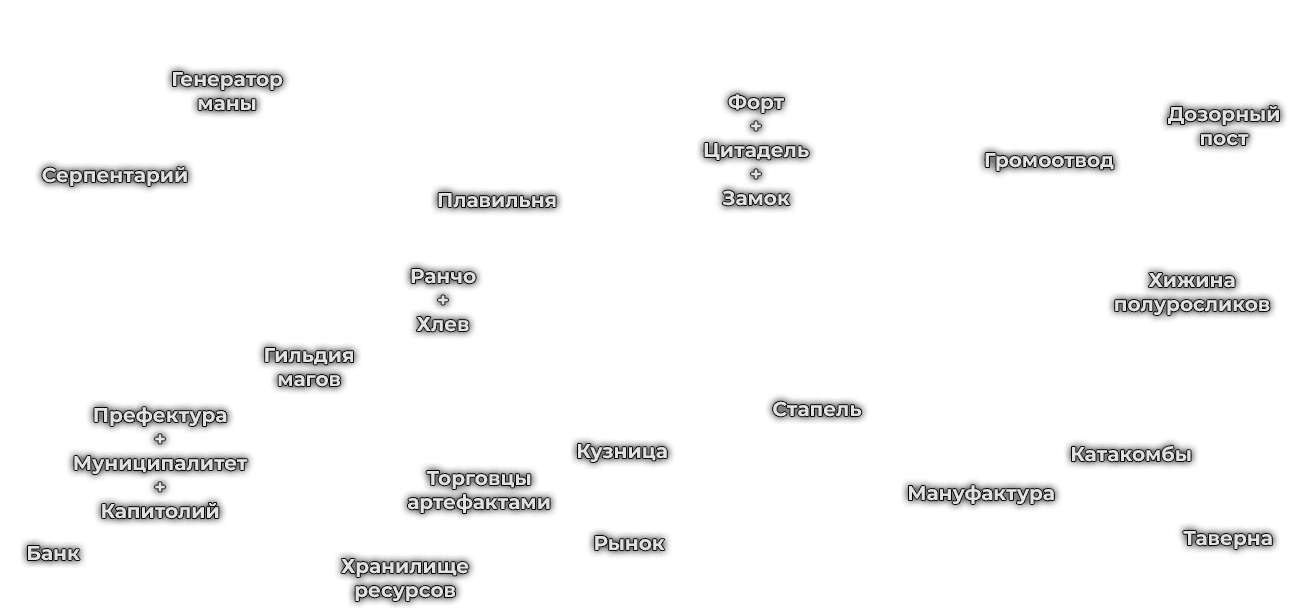 Генератор
маны
Форт
+
Цитадель
+
Замок
Дозорный
пост
Громоотвод
Серпентарий
Плавильня
Ранчо
+
Хлев
Хижина
полуросликов
Гильдия
магов
Префектура
+
Муниципалитет
+
Капитолий
Стапель
Кузница
Катакомбы
Торговцы
артефактами
Мануфактура
Таверна
Рынок
Банк
Хранилище
ресурсов